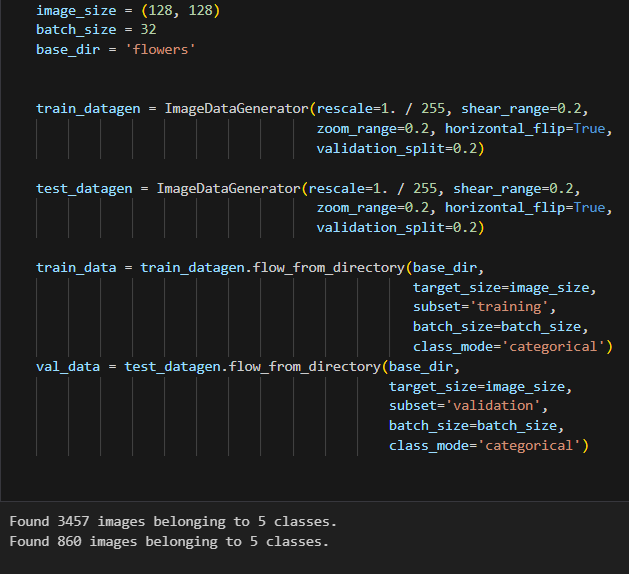 image_size = (128, 128)
batch_size = 32
base_dir = 'flowers'
train_datagen = ImageDataGenerator(rescale=1. / 255, shear_range=0.2,
zoom_range=0.2, horizontal_flip=True,
validation_split=0.2)
test_datagen = ImageDataGenerator(rescale=1. / 255, shear_range=0.2,
zoom_range=0.2, horizontal_flip=True,
validation_split=0.2)
train_data = train_datagen.flow_from_directory(base_dir,
target_size=image_size,
subset='training',
batch_size=batch_size,
class_mode='categorical')
val_data = test_datagen.flow_from_directory(base_dir,
target_size=image_size,
subset='validation',
batch_size=batch_size,
class_mode='categorical')
Found 3457 images belonging to 5 classes.
Found 860 images belonging to 5 classes.